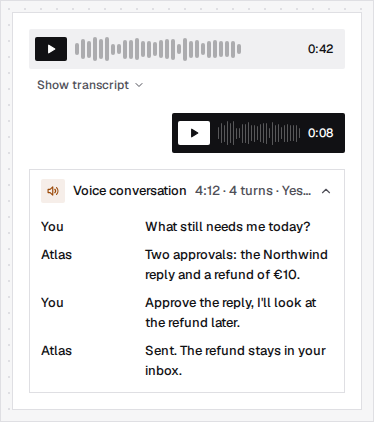 0:42
Show transcript
0:08
Voice conversation 4:12 · 4 turns · Yes...
You What still needs me today?
Atlas Two approvals: the Northwind
reply and a refund of €10.
You Approve the reply, I'll look at
the refund later.
Atlas Sent. The refund stays in your
inbox.